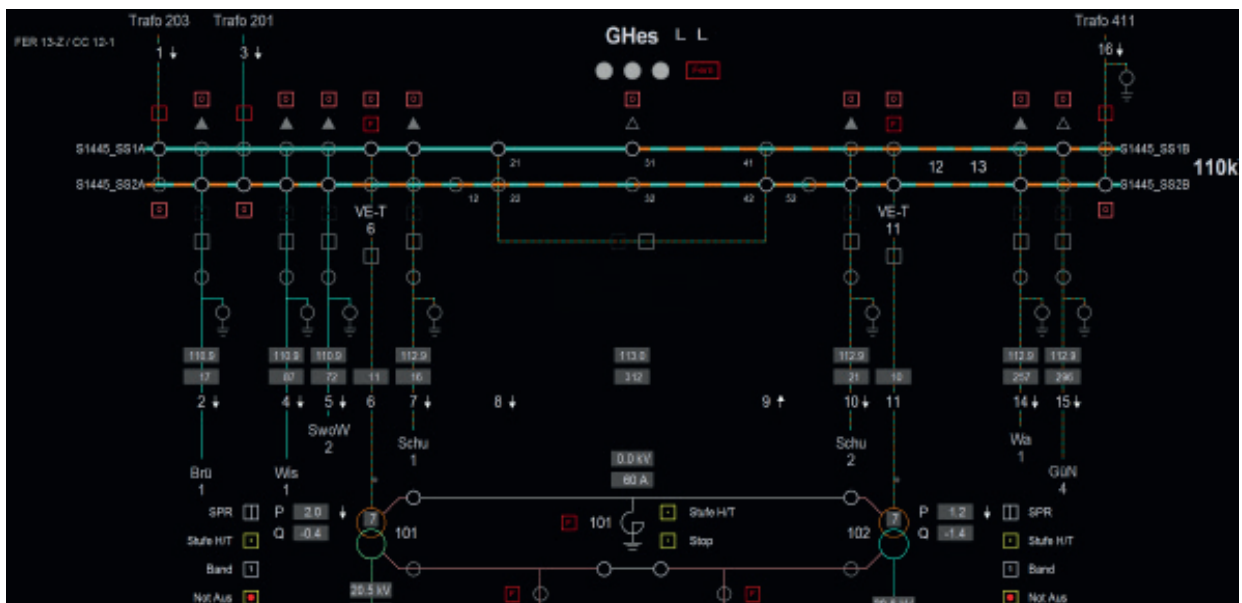 Trafo 203 Trafo 201 Trafo 411
FER 13-Z / CC 12-1
GHes L L
1 3 16
S1445_SS1A 21 31 41 12 13 S1445_SS1B
110k
S1445_SS2A 12 22 32 42 52 S1445_SS2B
VE-T VE-T
6 11
110.9 110.9 110.9 112.9 113.0 112.9 112.9 112.9
17 87 72 11 16 312 21 10 257 296
2 4 5 6 7 8 9 10 11 14 15
SwoW
2
Schu Schu Wa
1 2 1
Brü Wis GüN
1 1 4
0.0 kV
60 A
SPR P 2.0 P 1.2 SPR
7 101 101 Stufe H/T 7 102
Stufe H/T Q -0.4 Q -1.4 Stufe H/T
Stop
Band Band
20.5 kV
Not Aus Not Aus